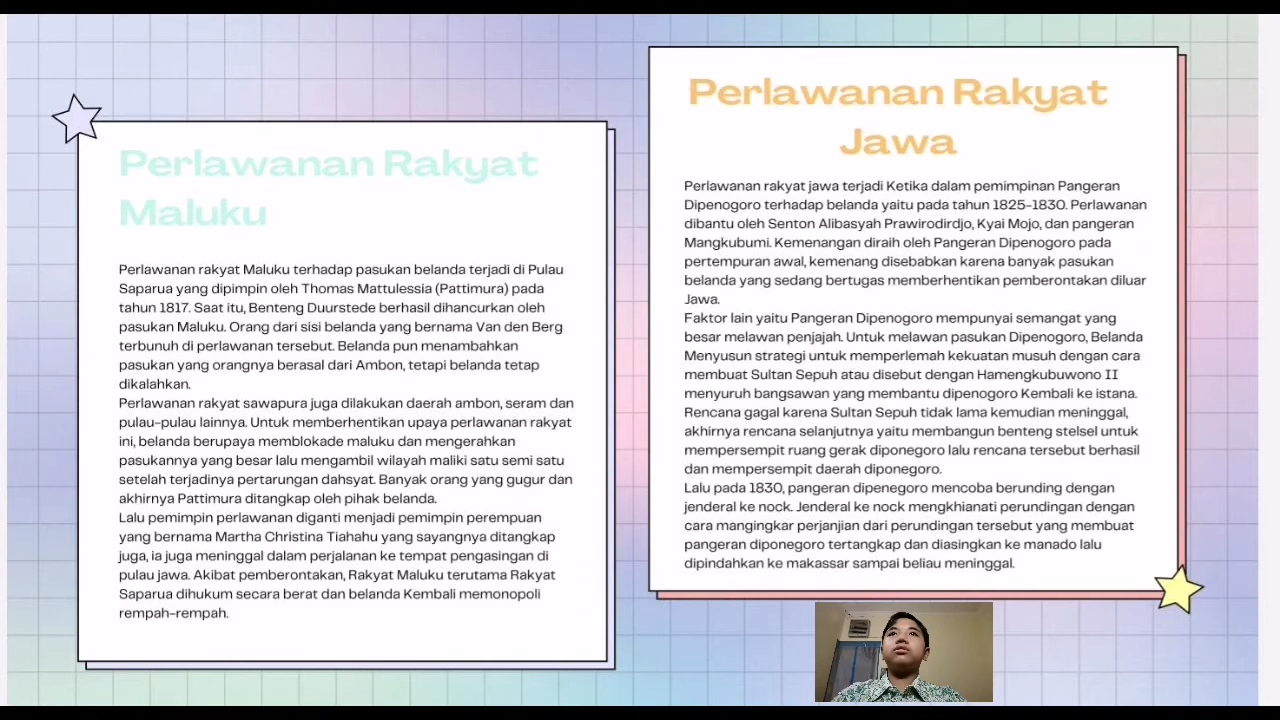 Perlawanan Rakyat
Maluku
Perlawanan rakyat Maluku terhadap pasukan belanda terjadi di Pulau
Saparua yang dipimpin oleh Thomas Mattulessia (Pattimura) pada
tahun 1817. Saat itu, Benteng Duurstede berhasil dihancurkan oleh
pasukan Maluku. Orang dari sisi belanda yang bernama Van den Berg
terbunuh di perlawanan tersebut. Belanda pun menambahkan
pasukan yang orangnya berasal dari Ambon, tetapi belanda tetap
dikalahkan.
Perlawanan rakyat sawapura juga dilakukan daerah ambon, seram dan
pulau-pulau lainnya. Untuk memberhentikan upaya perlawanan rakyat
ini, belanda berupaya memblokade maluku dan mengerahkan
pasukannya yang besar lalu mengambil wilayah maliki satu semi satu
setelah terjadinya pertarungan dahsyat. Banyak orang yang gugur dan
akhirnya Pattimura ditangkap oleh pihak belanda.
Lalu pemimpin perlawanan diganti menjadi pemimpin perempuan
yang bernama Martha Christina Tiahahu yang sayangnya ditangkap
juga, ia juga meninggal dalam perjalanan ke tempat pengasingan di
pulau jawa. Akibat pemberontakan, Rakyat Maluku terutama Rakyat
Saparua dihukum secara berat dan belanda Kembali memonopoli
rempah-rempah.
Perlawanan Rakyat
Jawa
Perlawanan rakyat jawa terjadi Ketika dalam pemimpinan Pangeran
Dipenogoro terhadap belanda yaitu pada tahun 1825-1830. Perlawanan
dibantu oleh Senton Alibasyah Prawirodirdjo, Kyai Mojo, dan pangeran
Mangkubumi. Kemenangan diraih oleh Pangeran Dipenogoro pada
pertempuran awal, kemenang disebabkan karena banyak pasukan
belanda yang sedang bertugas memberhentikan pemberontakan diluar
Jawa.
Faktor lain yaitu Pangeran Dipenogoro mempunyai semangat yang
besar melawan penjajah. Untuk melawan pasukan Dipenogoro, Belanda
Menyusun strategi untuk memperlemah kekuatan musuh dengan cara
membuat Sultan Sepuh atau disebut dengan Hamengkubuwono II
menyuruh bangsawan yang membantu dipenogoro Kembali ke istana.
Rencana gagal karena Sultan Sepuh tidak lama kemudian meninggal,
akhirnya rencana selanjutnya yaitu membangun benteng stelsel untuk
mempersempit ruang gerak diponegoro lalu rencana tersebut berhasil
dan mempersempit daerah diponegoro.
Lalu pada 1830, pangeran dipenegoro mencoba berunding dengan
jenderal ke nock. Jenderal ke nock mengkhianati perundingan dengan
cara mangingkar perjanjian dari perundingan tersebut yang membuat
pangeran diponegoro tertangkap dan diasingkan ke manado lalu
dipindahkan ke makassar sampai beliau meninggal.